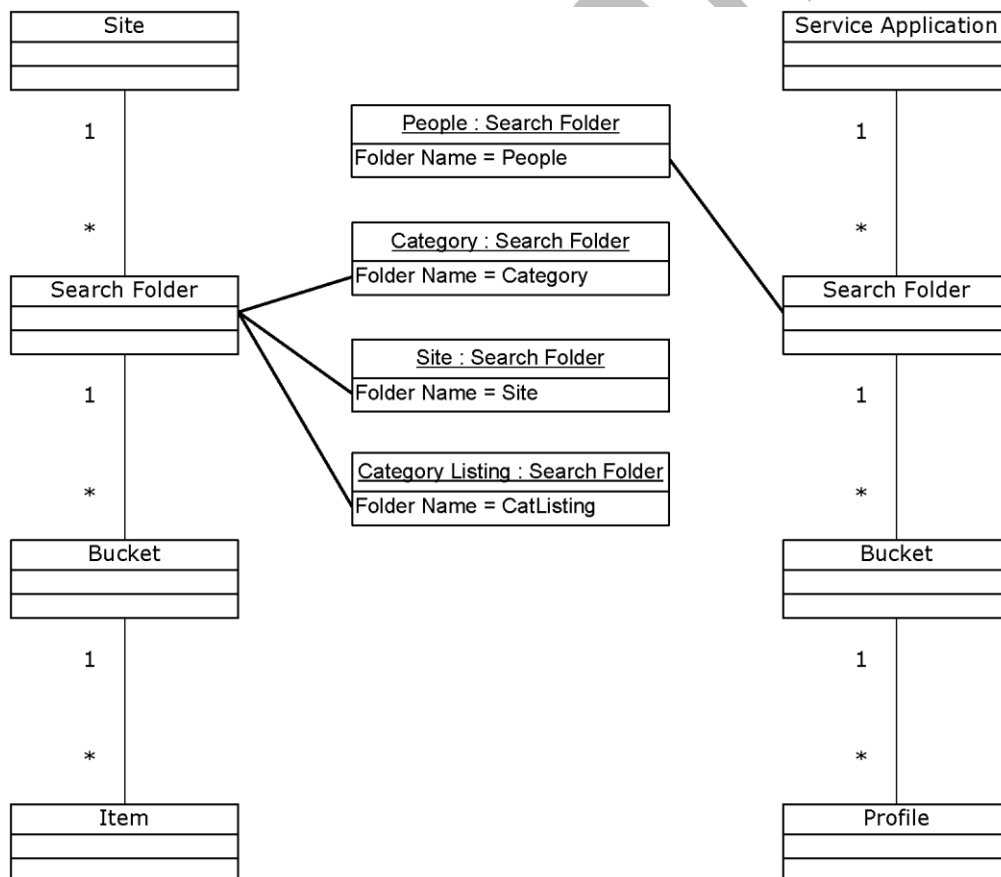 Site
Service Application
1
*
1
*
People : Search Folder
Folder Name = People
Category : Search Folder
Folder Name = Category
Site : Search Folder
Folder Name = Site
Category Listing : Search Folder
Folder Name = CatListing
Search Folder
Search Folder
1
*
1
*
Bucket
Bucket
1
*
1
*
Item
Profile